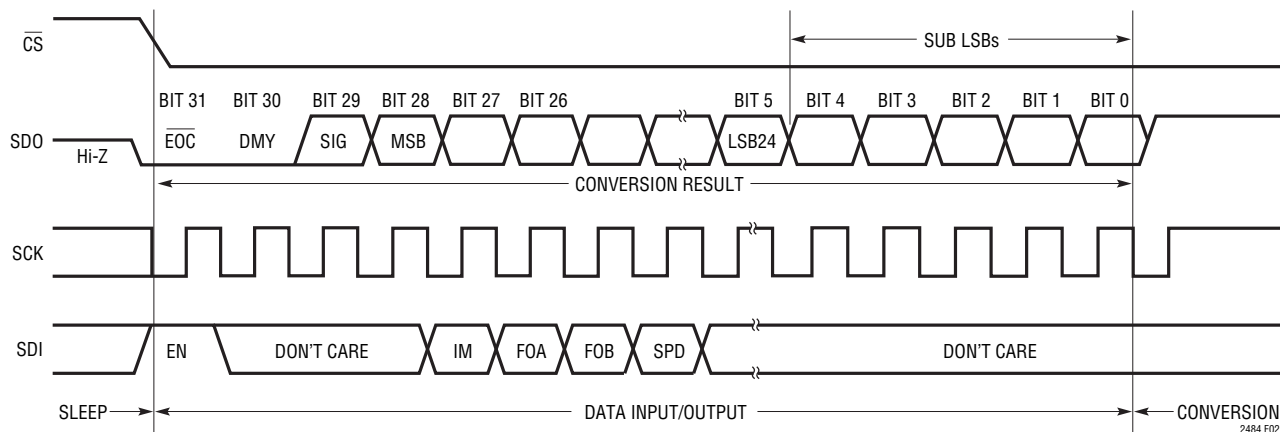 CS
SUB LSBs
BIT 31 BIT 30 BIT 29 BIT 28 BIT 27 BIT 26 BIT 5 BIT 4 BIT 3 BIT 2 BIT 1 BIT 0
SDO
Hi-Z
EOC DMY SIG MSB LSB24
CONVERSION RESULT
SCK
SDI
EN DON'T CARE IM FOA FOB SPD DON'T CARE
SLEEP DATA INPUT/OUTPUT CONVERSION
2484 F02